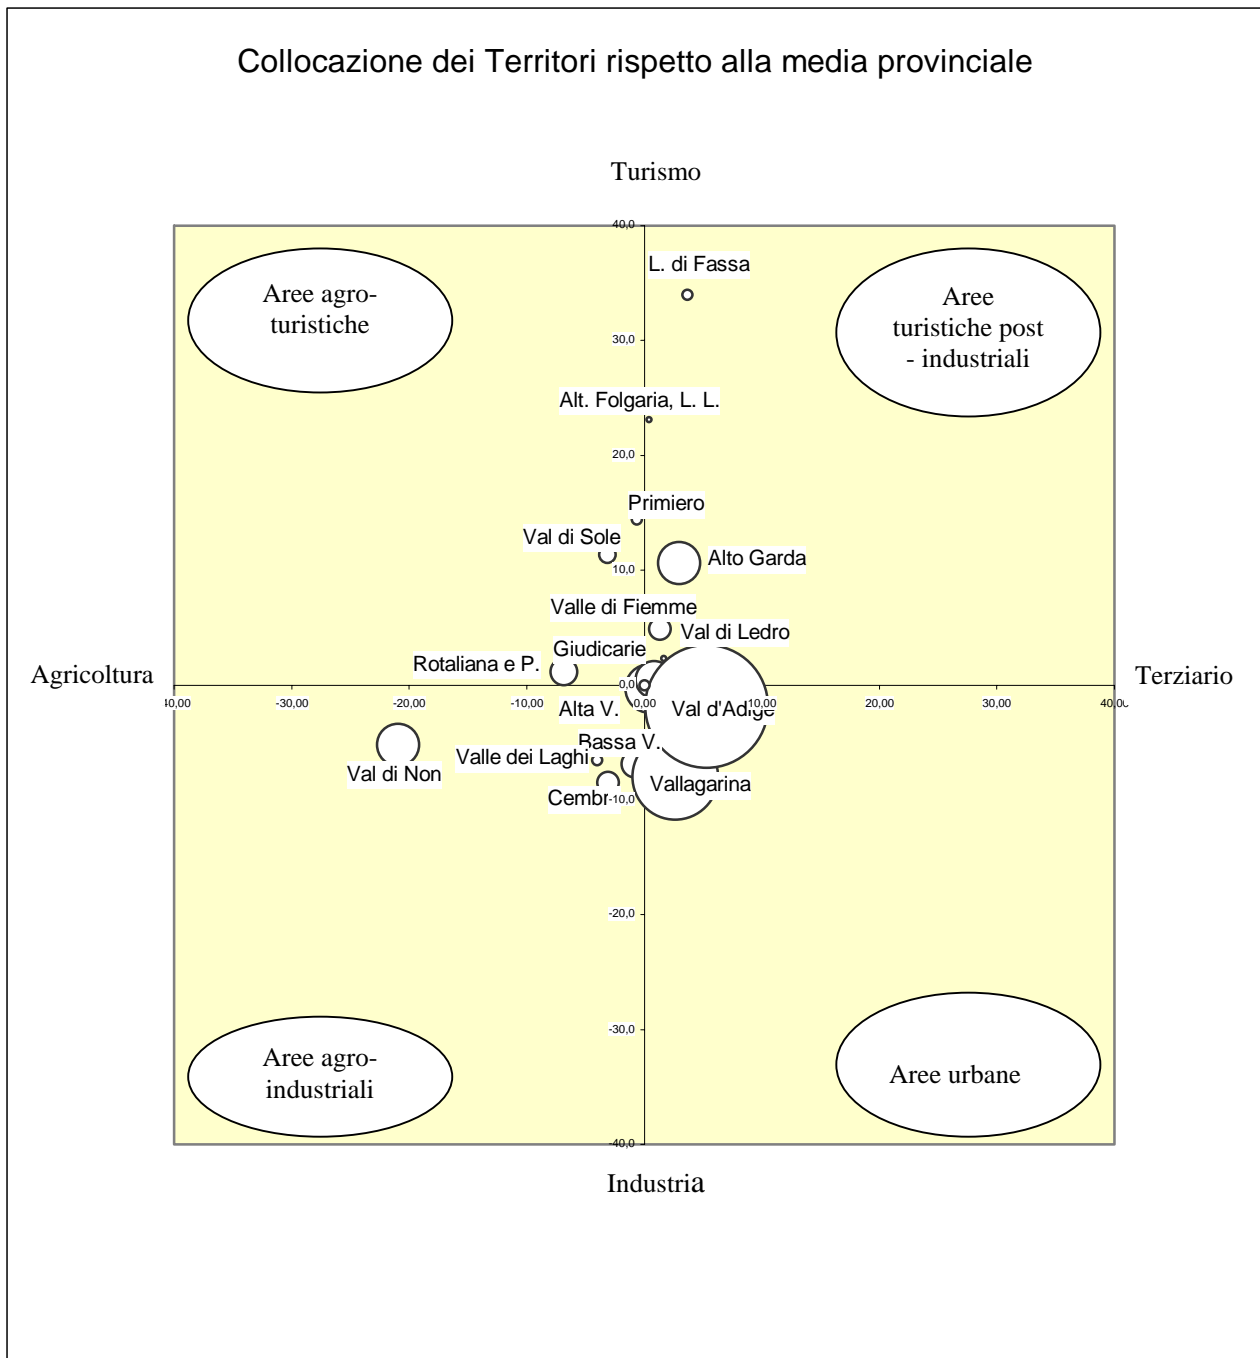 Collocazione dei Territori rispetto alla media provinciale
Turismo
40,0
L. di Fassa
Aree agro-
turistiche
Aree
turistiche post
- industriali
30,0
Alt. Folgaria, L. L.
20,0
Primiero
Val di Sole
Alto Garda
10,0
Valle di Fiemme
Val di Ledro
Giudicarie
Rotaliana e P.
Agricoltura
Terziario
0,0
-30,00
-20,00
-10,00
0,00
10,00
20,00
30,00
Alta V.
Val d'Adige
Bassa V.
Valle dei Laghi
Val di Non
Vallagarina
-10,0
-20,0
-30,0
Aree agro-
industriali
Aree urbane
-40,0
Industria